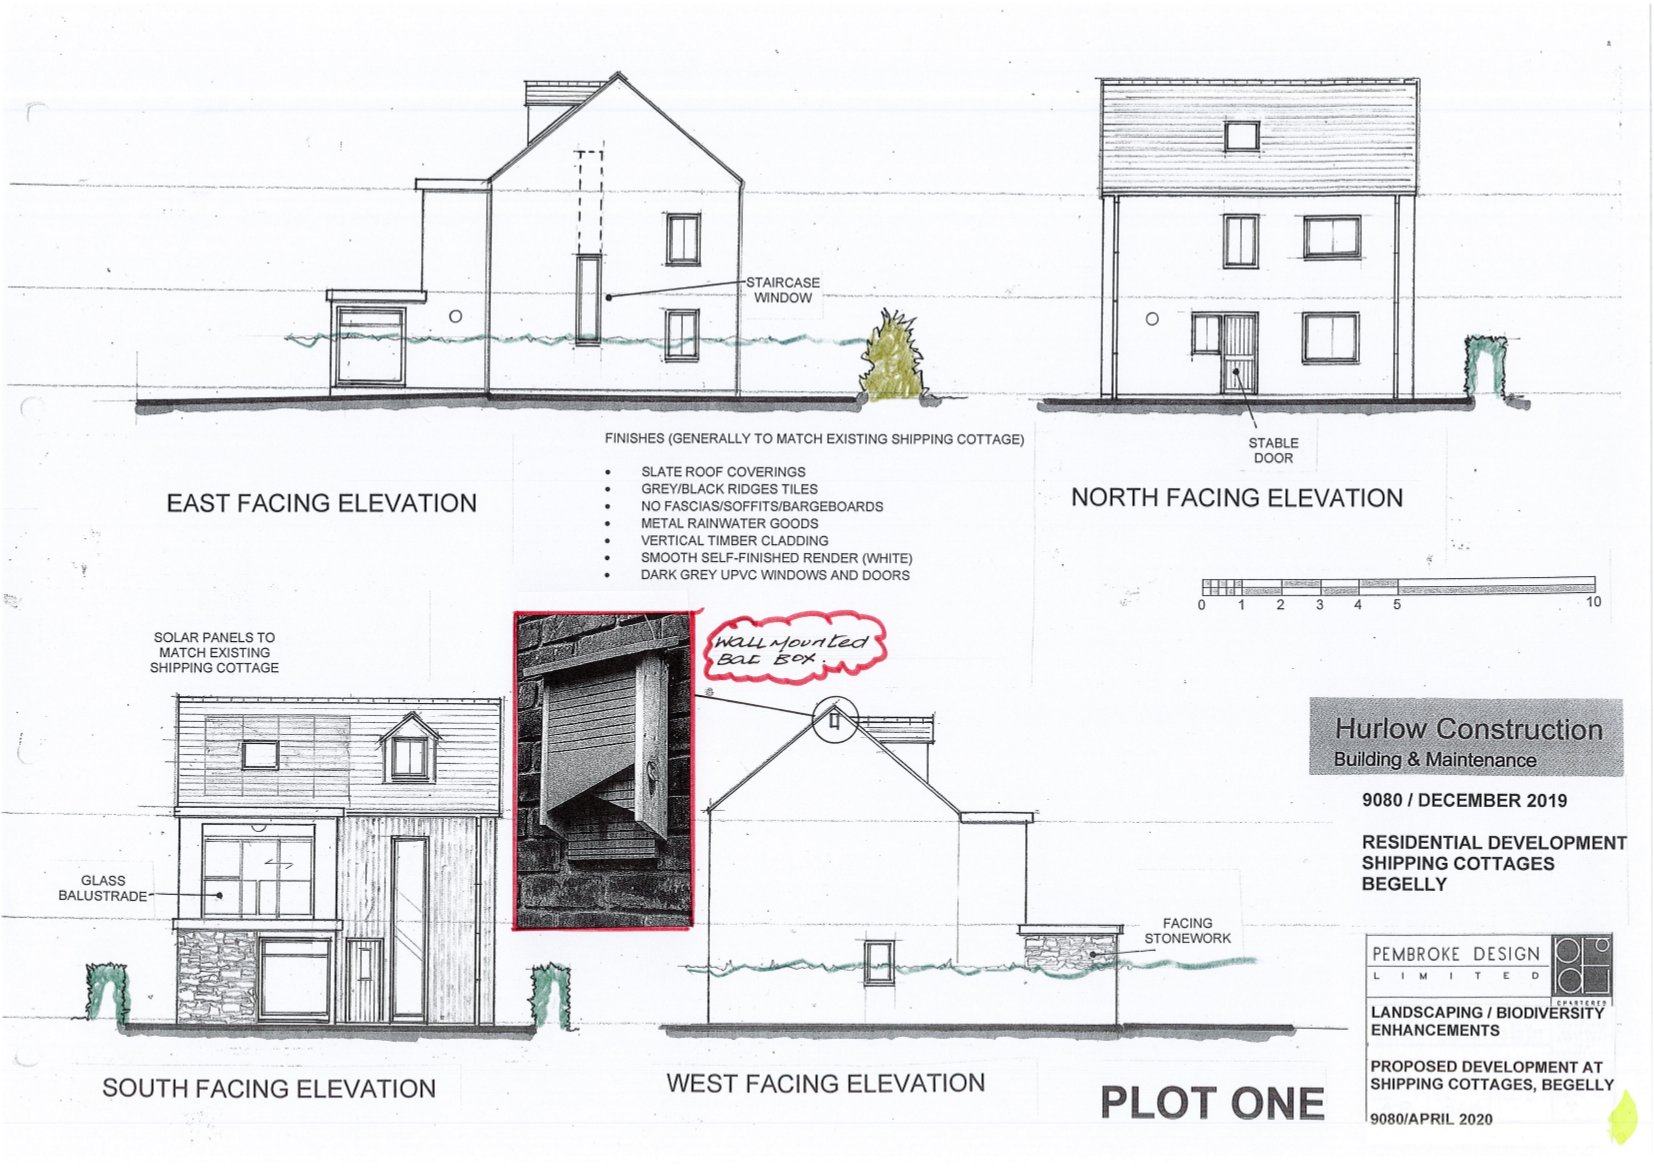 STAIRCASE
WINDOW
STABLE
DOOR
EAST FACING ELEVATION
NORTH FACING ELEVATION
FINISHES (GENERALLY TO MATCH EXISTING SHIPPING COTTAGE)
• SLATE ROOF COVERINGS
• GREY/BLACK RIDGES TILES
• NO FASCIAS/SOFFITS/BARGEBOARDS
• METAL RAINWATER GOODS
• VERTICAL TIMBER CLADDING
• SMOOTH SELF-FINISHED RENDER (WHITE)
• DARK GREY UPVC WINDOWS AND DOORS
0 1 2 3 4 5 10
SOLAR PANELS TO
MATCH EXISTING
SHIPPING COTTAGE
Wall Mounted
Bat Box.
GLASS
BALUSTRADE
FACING
STONEWORK
SOUTH FACING ELEVATION
WEST FACING ELEVATION
PLOT ONE
Hurlow Construction
Building & Maintenance
9080 / DECEMBER 2019
RESIDENTIAL DEVELOPMENT
SHIPPING COTTAGES
BEGELLY
PEMBROKE DESIGN
LIMITED
CHARTERED
LANDSCAPING / BIODIVERSITY
ENHANCEMENTS
PROPOSED DEVELOPMENT AT
SHIPPING COTTAGES, BEGELLY
9080/APRIL 2020